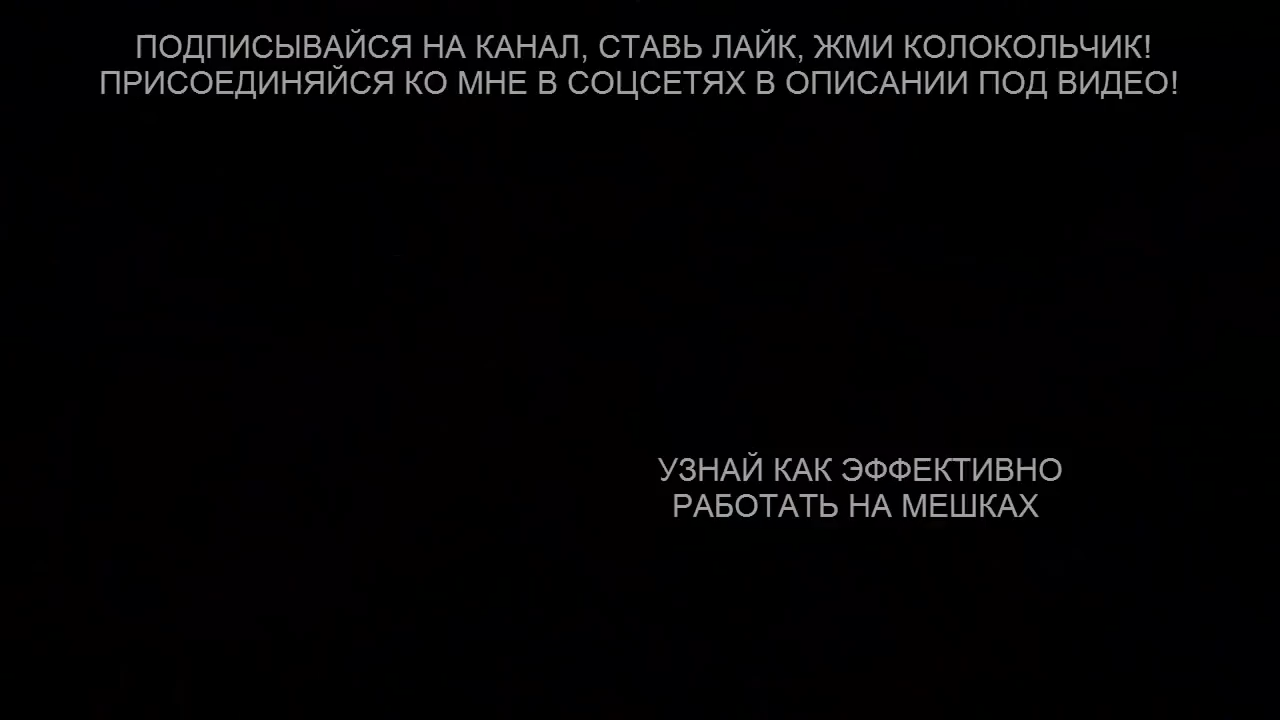 ПОДПИСЫВАЙСЯ НА КАНАЛ, СТАВЬ ЛАЙК, ЖМИ КОЛОКОЛЬЧИК!
ПРИСОЕДИНЯЙСЯ КО МНЕ В СОЦСЕТЯХ В ОПИСАНИИ ПОД ВИДЕО!
УЗНАЙ КАК ЭФФЕКТИВНО
РАБОТАТЬ НА МЕШКАХ